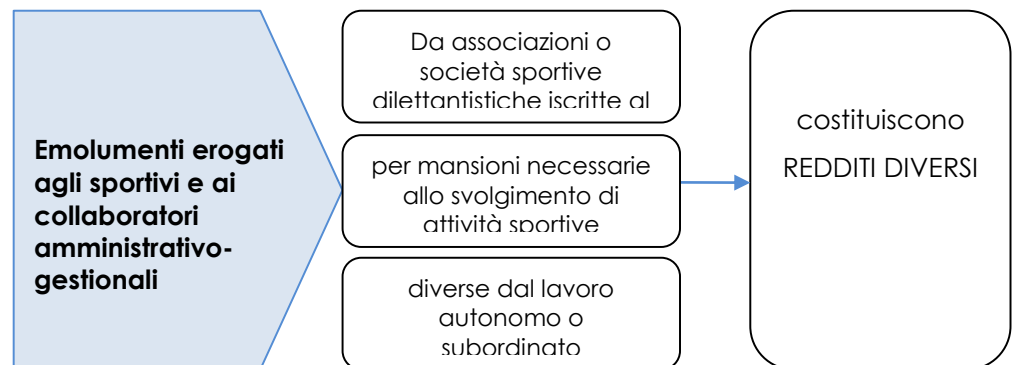 Emolumenti erogati
agli sportivi e ai
collaboratori
amministrativo-
gestionali
Da associazioni o
società sportive
dilettantistiche iscritte al
per mansioni necessarie
allo svolgimento di
attività sportive
diverse dal lavoro
autonomo o
subordinato
costituiscono
REDDITI DIVERSI